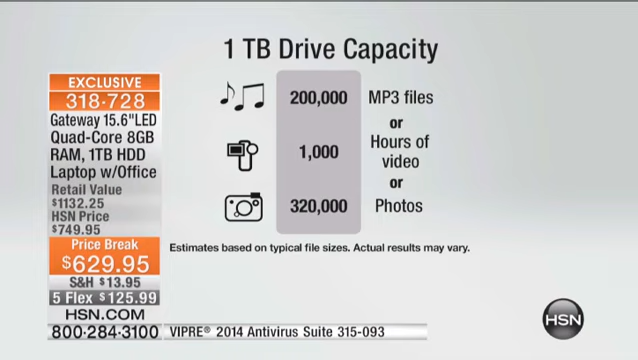 1 TB Drive Capacity
EXCLUSIVE
318-728
Gateway 15.6"LED
Quad-Core 8GB
RAM, 1TB HDD
Laptop w/Office
Retail Value
$1132.25
HSN Price
$749.95
Price Break
$629.95
S&H $13.95
5 Flex $125.99
HSN.COM
800-284-3100
200,000 MP3 files
or
1,000 Hours of
video
or
320,000 Photos
Estimates based on typical file sizes. Actual results may vary.
VIPRE® 2014 Antivirus Suite 315-093
HSN